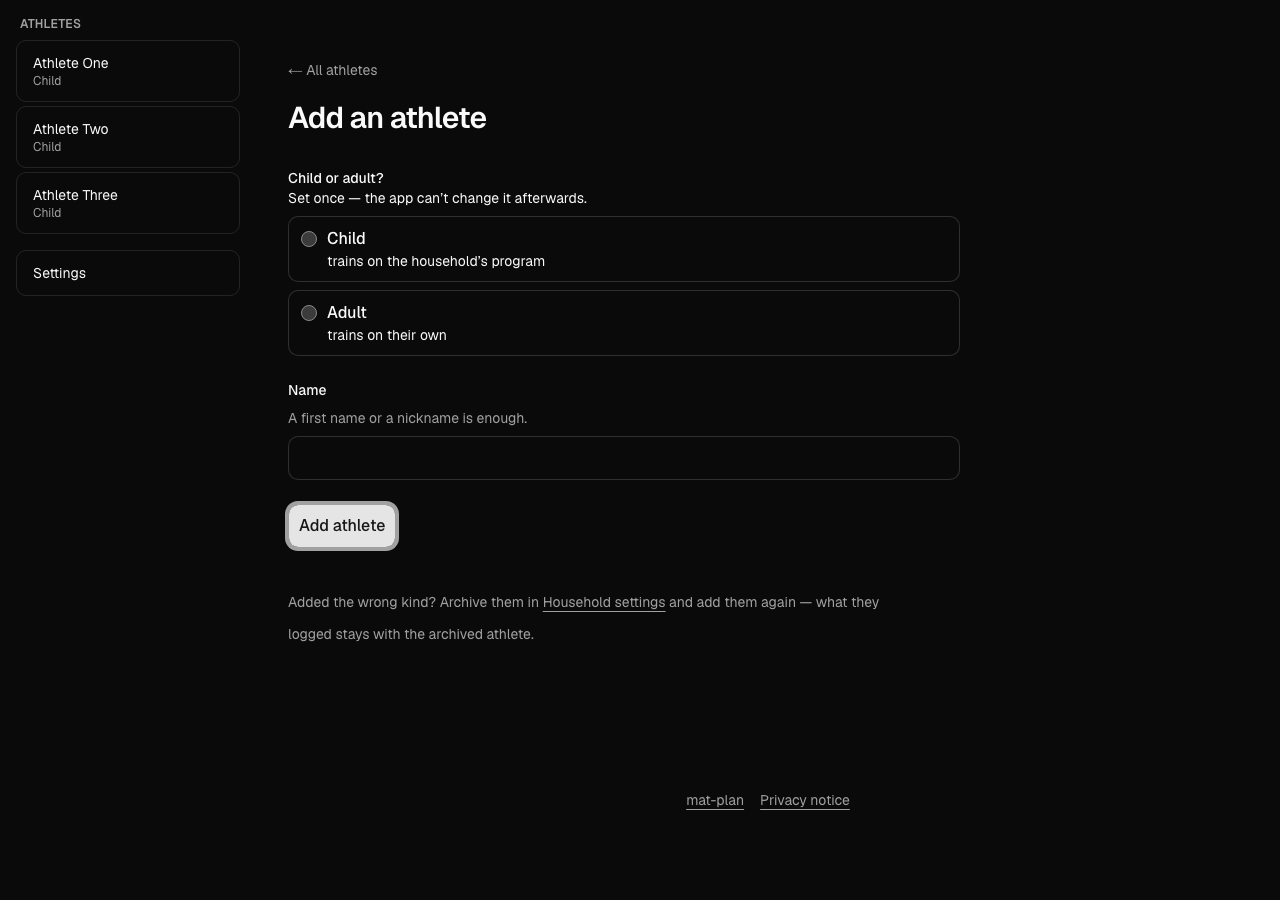 ATHLETES
Athlete One
Child
Athlete Two
Child
Athlete Three
Child
Settings
← All athletes
Add an athlete
Child or adult?
Set once — the app can’t change it afterwards.
Child
trains on the household’s program
Adult
trains on their own
Name
A first name or a nickname is enough.
Add athlete
Added the wrong kind? Archive them in Household settings and add them again — what they
logged stays with the archived athlete.
mat-plan Privacy notice